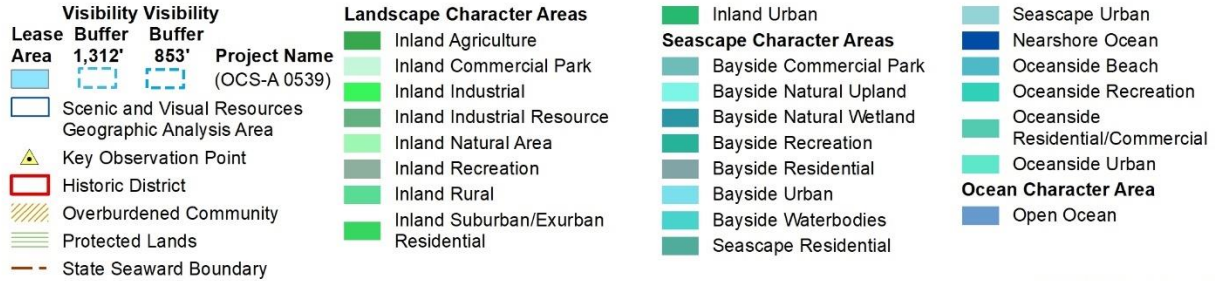 Visibility Visibility
Lease Buffer Buffer
Area 1,312' 853' Project Name
(OCS-A 0539)
Scenic and Visual Resources
Geographic Analysis Area
Key Observation Point
Historic District
Overburdened Community
Protected Lands
State Seaward Boundary
Landscape Character Areas
Inland Agriculture
Inland Commercial Park
Inland Industrial
Inland Industrial Resource
Inland Natural Area
Inland Recreation
Inland Rural
Inland Suburban/Exurban
Residential
Inland Urban
Seascape Character Areas
Bayside Commercial Park
Bayside Natural Upland
Bayside Natural Wetland
Bayside Recreation
Bayside Residential
Bayside Urban
Bayside Waterbodies
Seascape Residential
Seascape Urban
Nearshore Ocean
Oceanside Beach
Oceanside Recreation
Oceanside
Residential/Commercial
Oceanside Urban
Ocean Character Area
Open Ocean